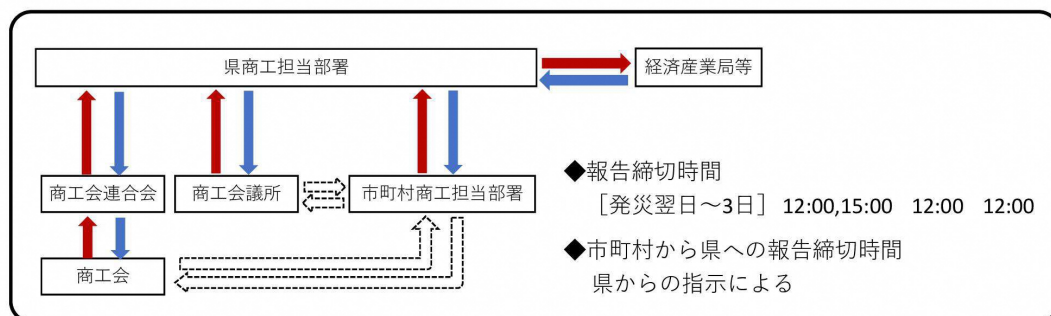 県商工担当部署
経済産業局等
商工会連合会
商工会議所
市町村商工担当部署
商工会
◆報告締切時間
［発災翌日～3日］ 12:00,15:00　12:00　12:00
◆市町村から県への報告締切時間
県からの指示による